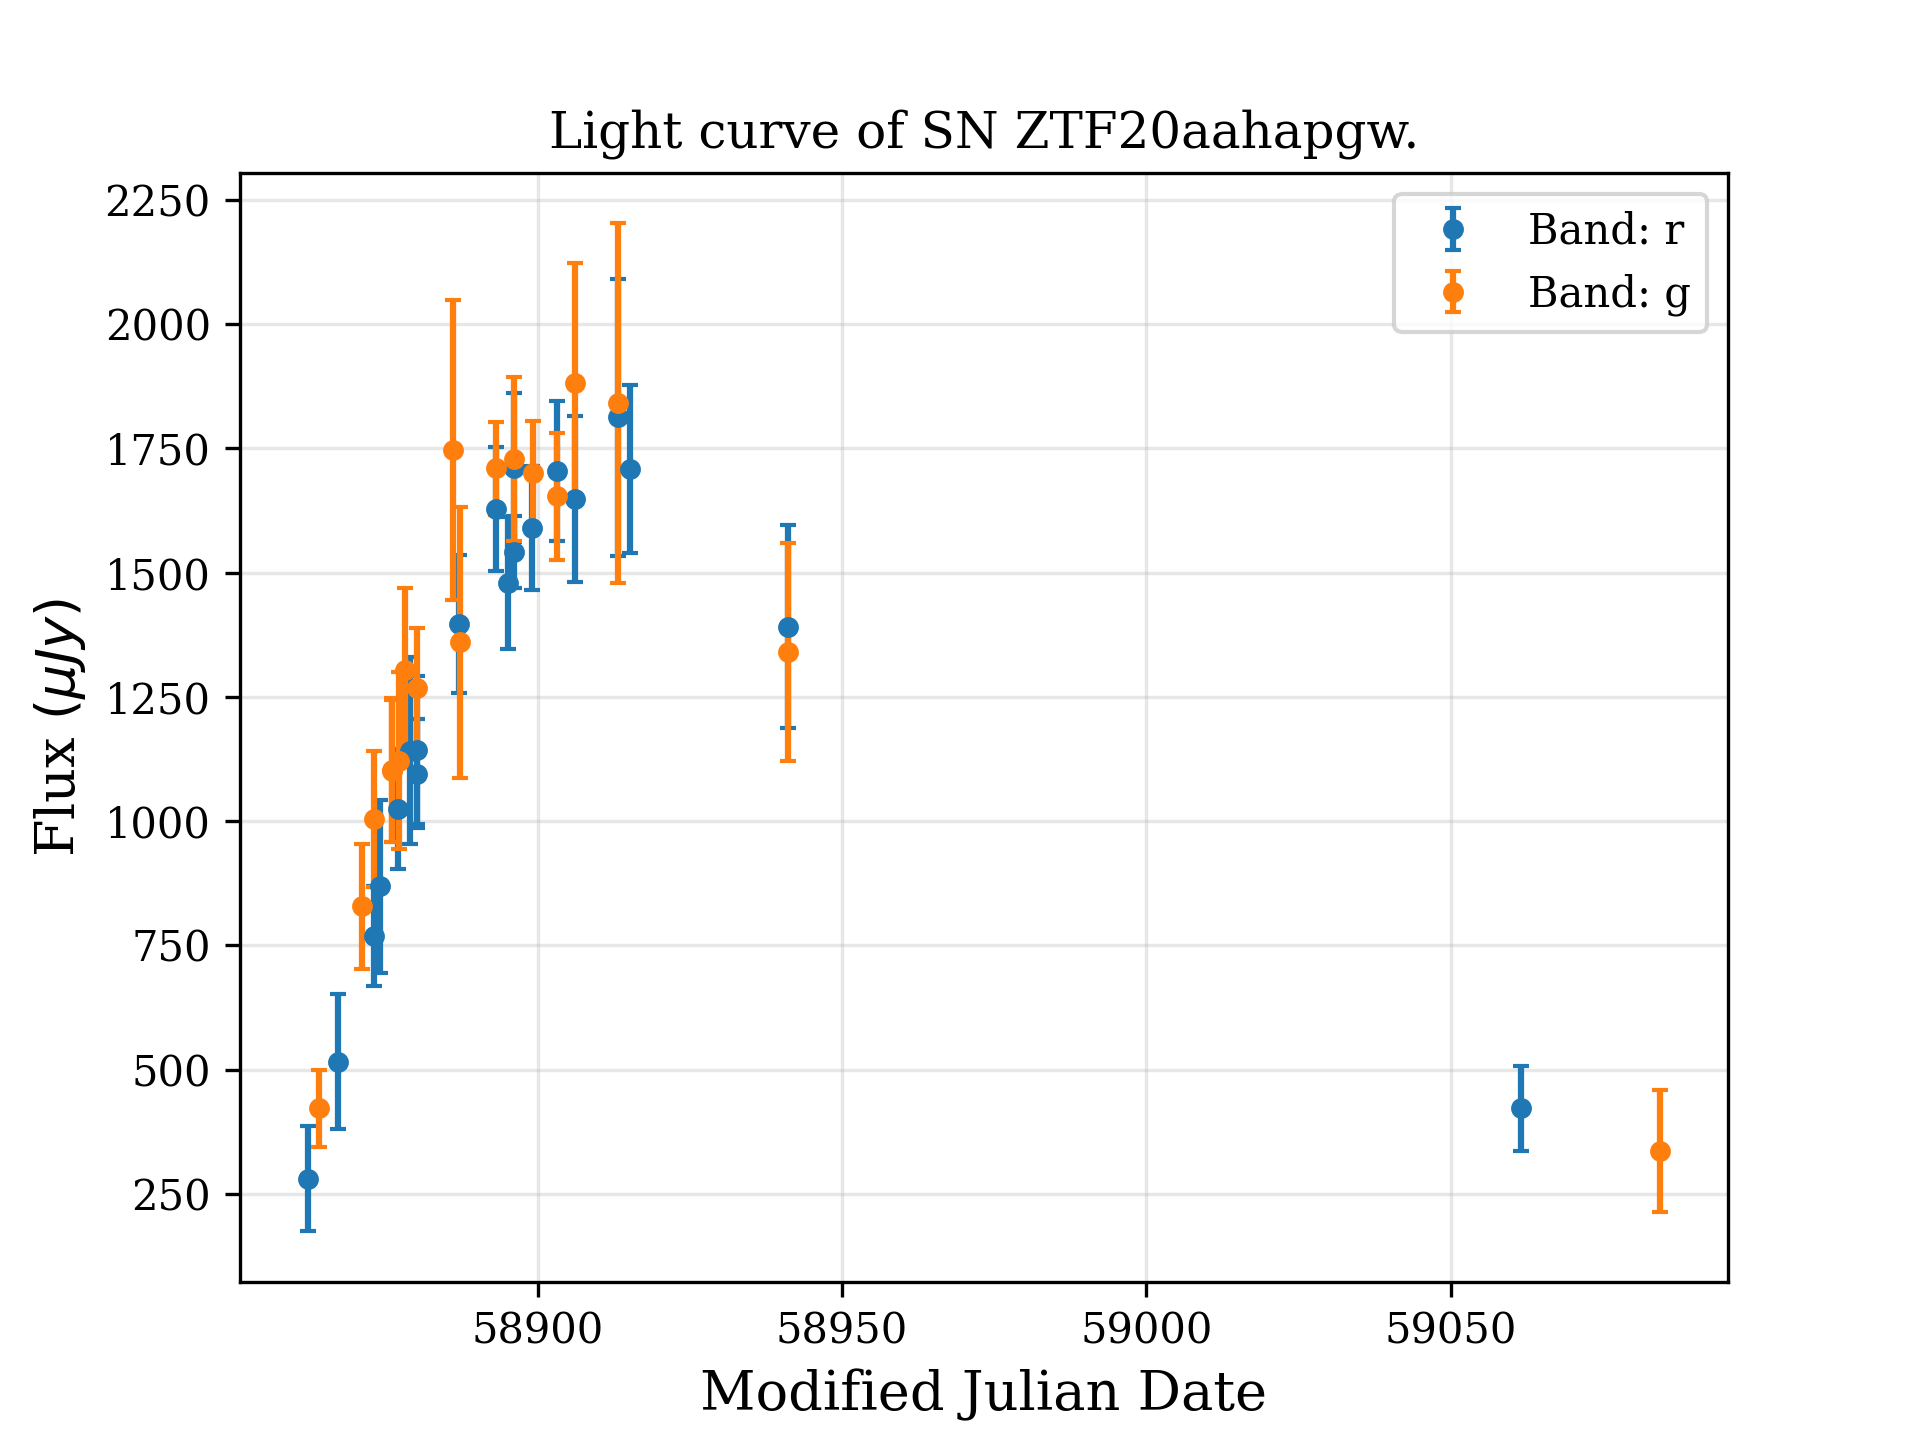 Light curve of SN ZTF20aahapgw.
2250
2000
1750
1500
1250
1000
750
500
250
Flux (μJy)
Band: r
Band: g
58900 58950 59000 59050
Modified Julian Date